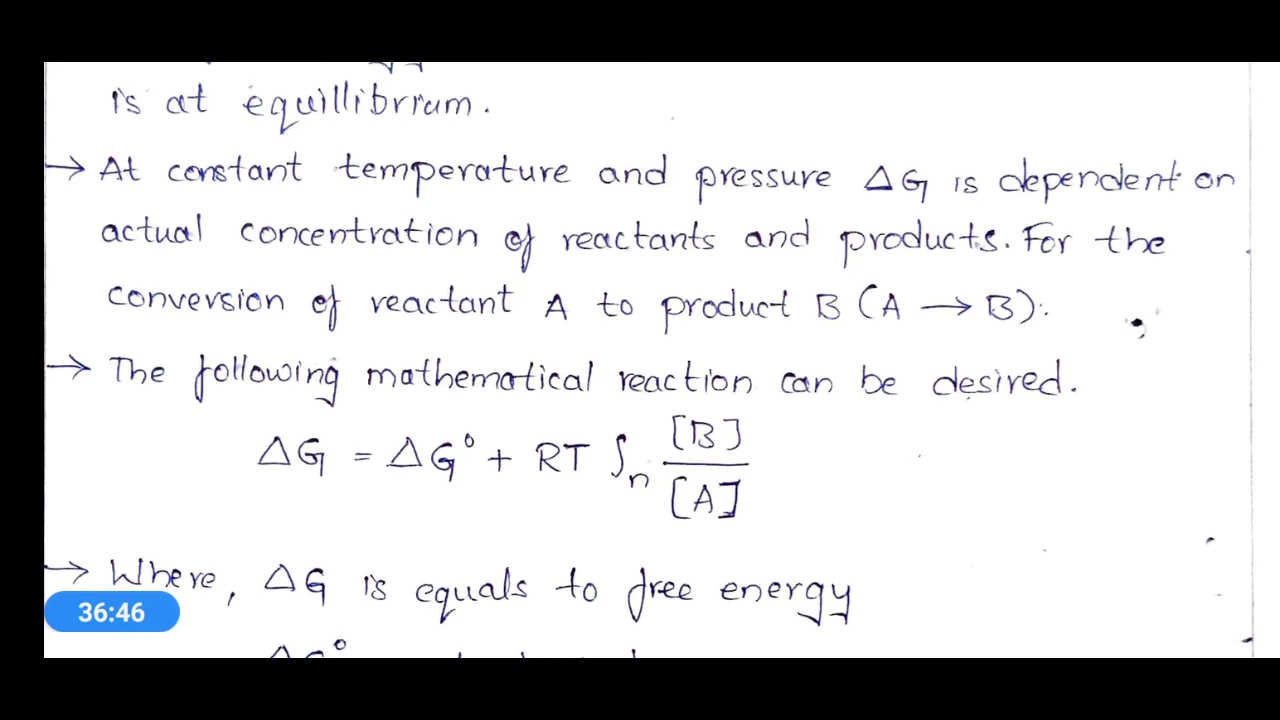 is at equillibrium.
→ At constant temperature and pressure ΔG is dependent on
actual concentration of reactants and products. For the
conversion of reactant A to product B (A → B).
→ The following mathematical reaction can be desired.
ΔG = ΔG° + RT ∫n [B]/[A]
→ Where, ΔG is equals to free energy
36:46
ΔG°